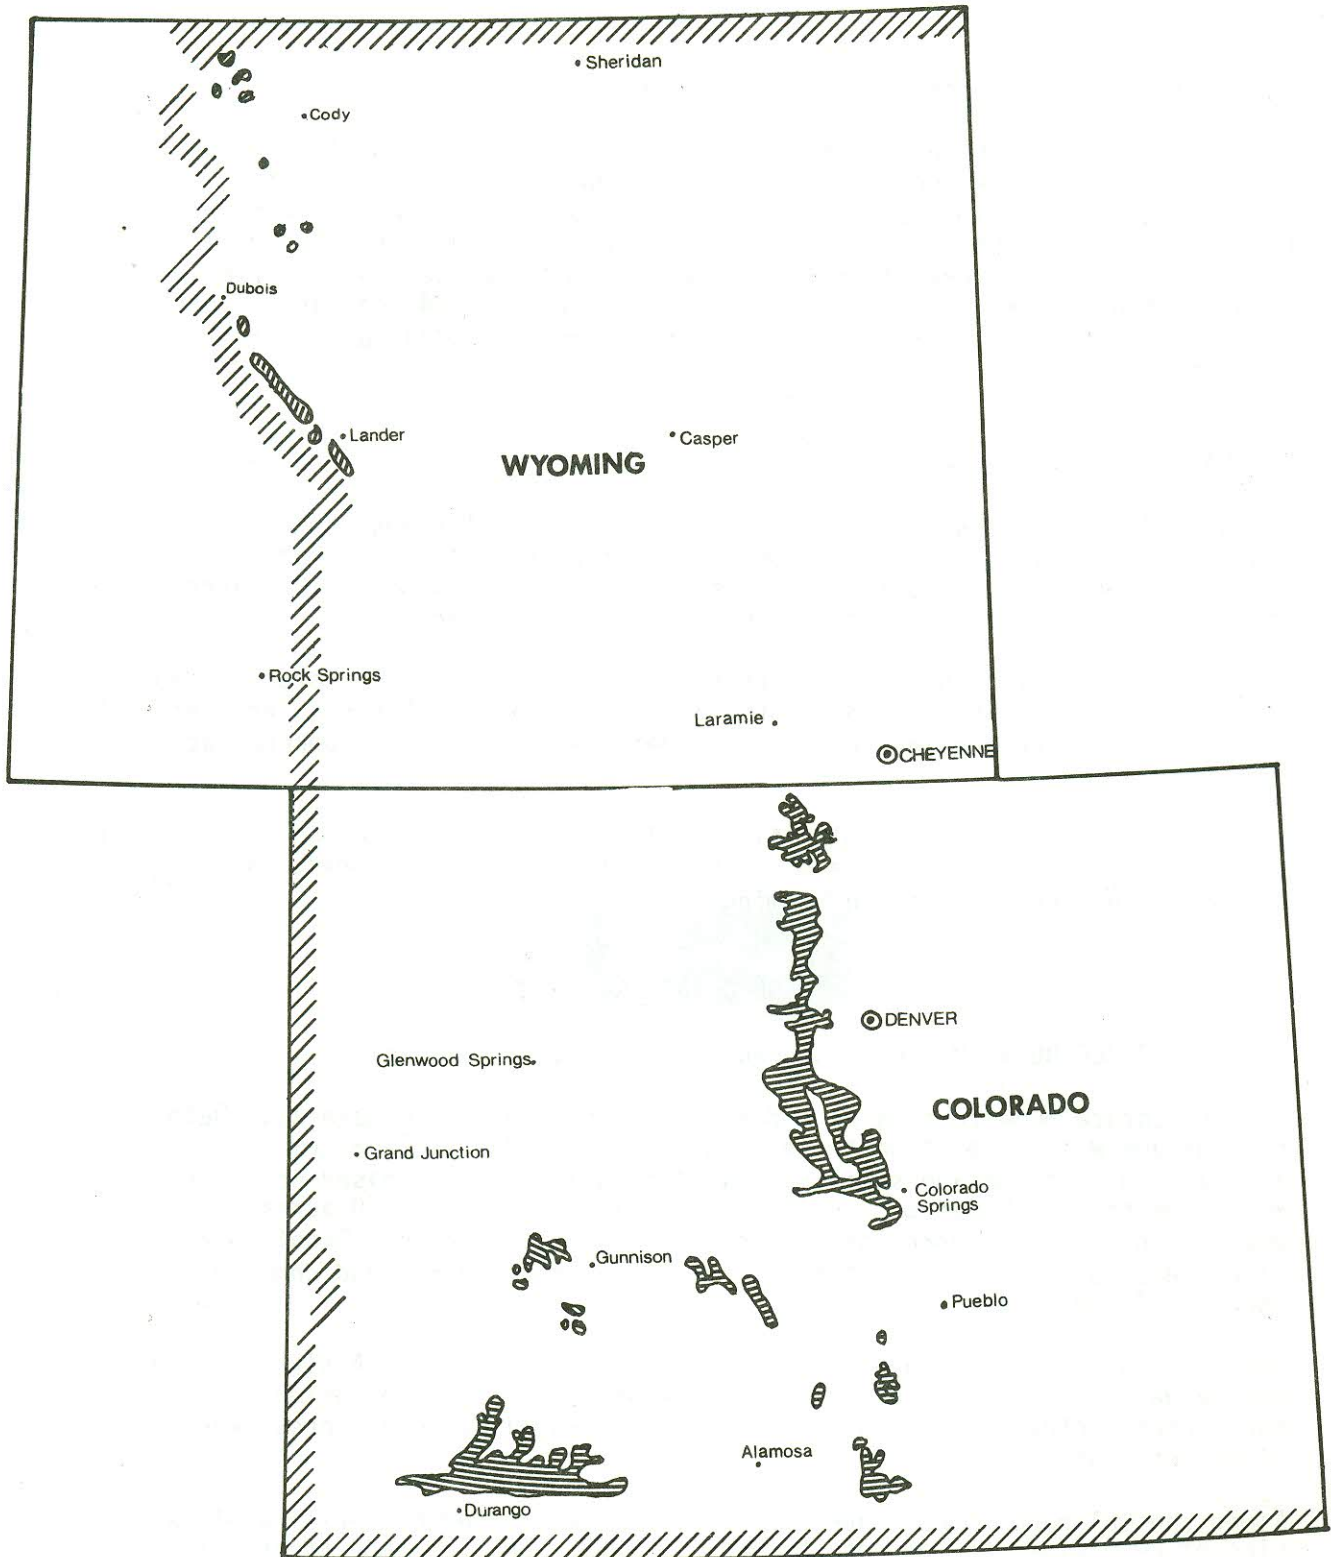 Sheridan
Cody
Dubois
Lander
Casper
WYOMING
Rock Springs
Laramie
CHEYENNE
DENVER
Glenwood Springs
COLORADO
Grand Junction
Colorado
Springs
Gunnison
Pueblo
Alamosa
Durango